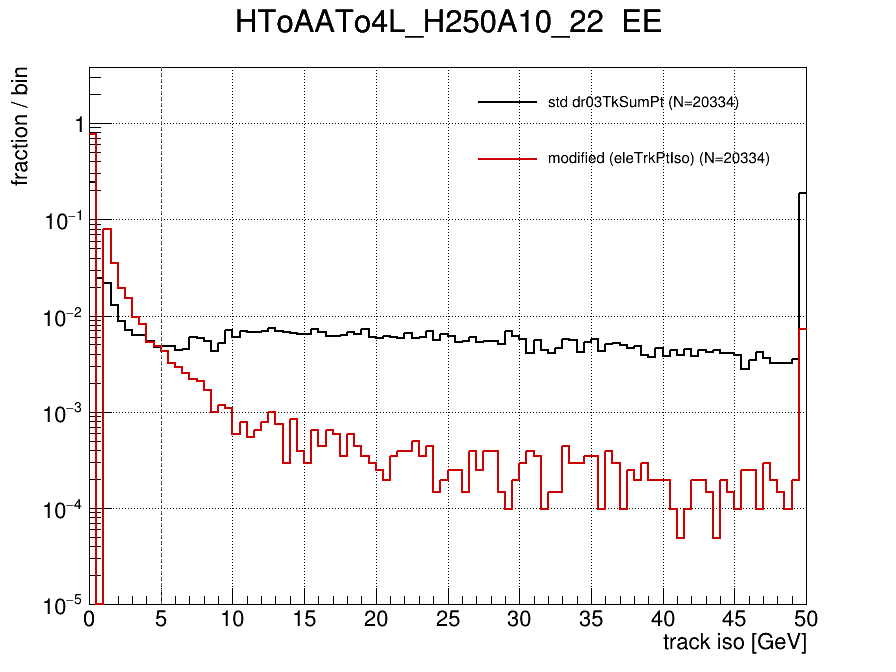 HToAATo4L_H250A10_22 EE
fraction / bin
std dr03TkSumPt (N=20334)
modified (eleTrkPtIso) (N=20334)
1
10−1
10−2
10−3
10−4
10−5
0 5 10 15 20 25 30 35 40 45 50
track iso [GeV]